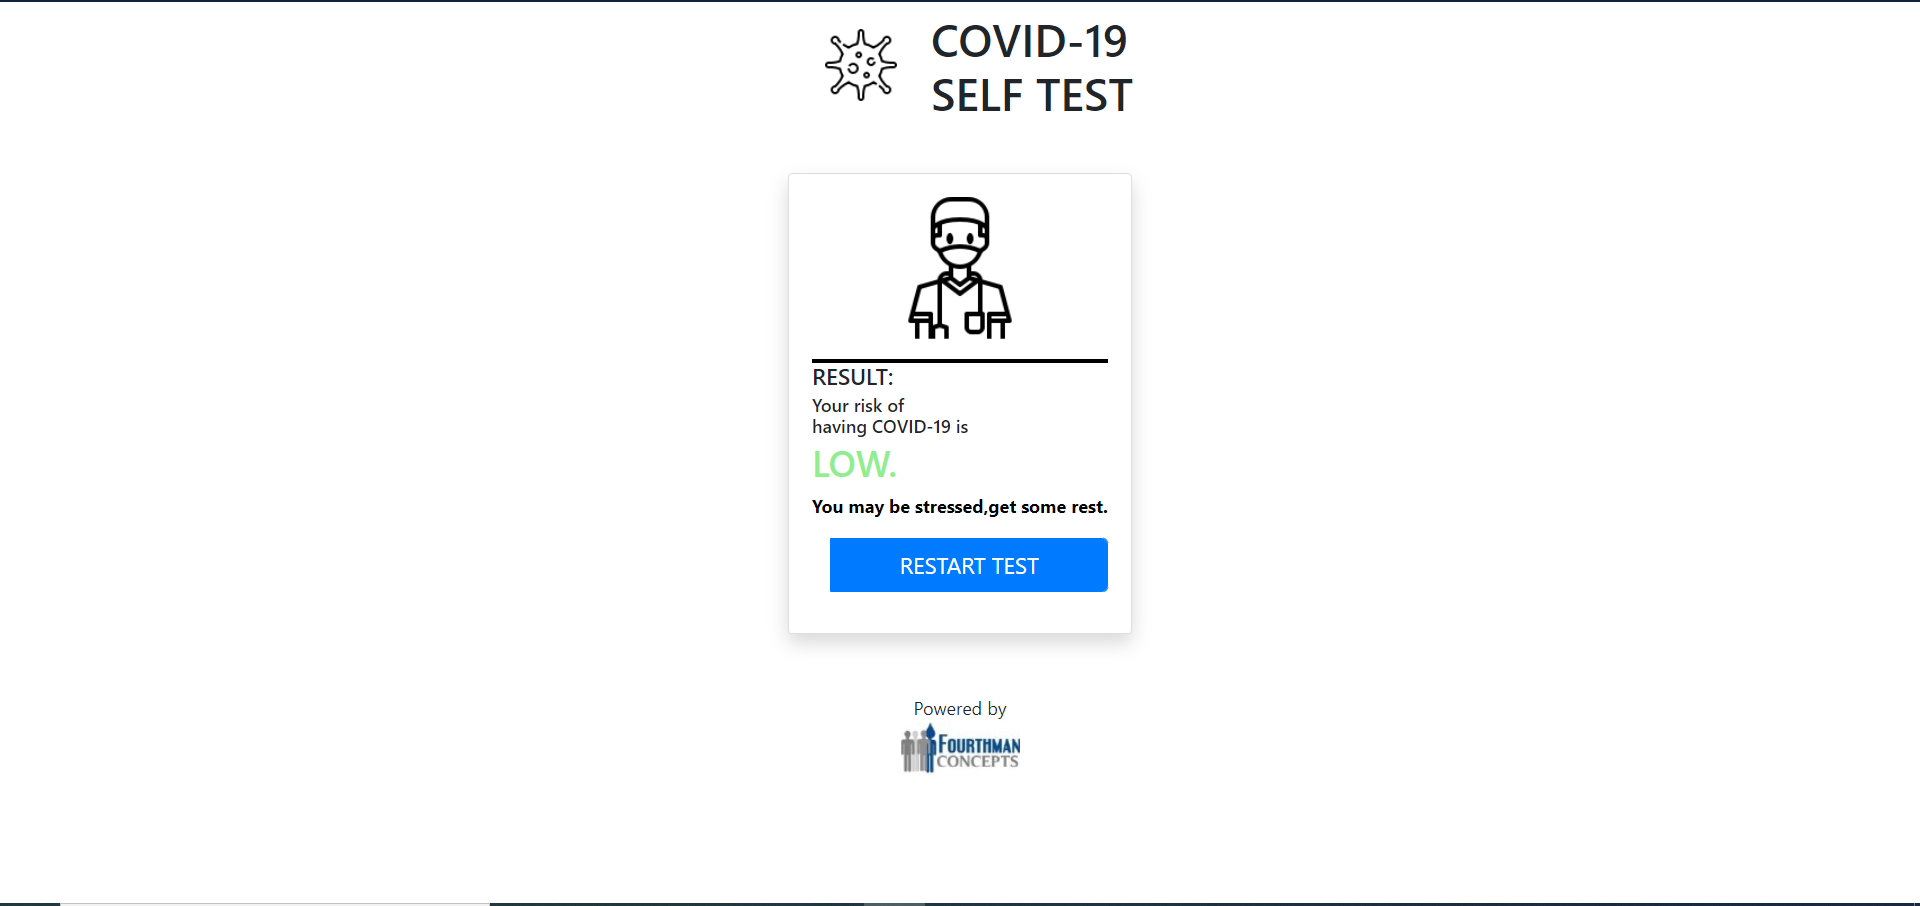 COVID-19
SELF TEST
RESULT:
Your risk of
having COVID-19 is
LOW.
You may be stressed,get some rest.
RESTART TEST
Powered by
FOURTHMAN
CONCEPTS